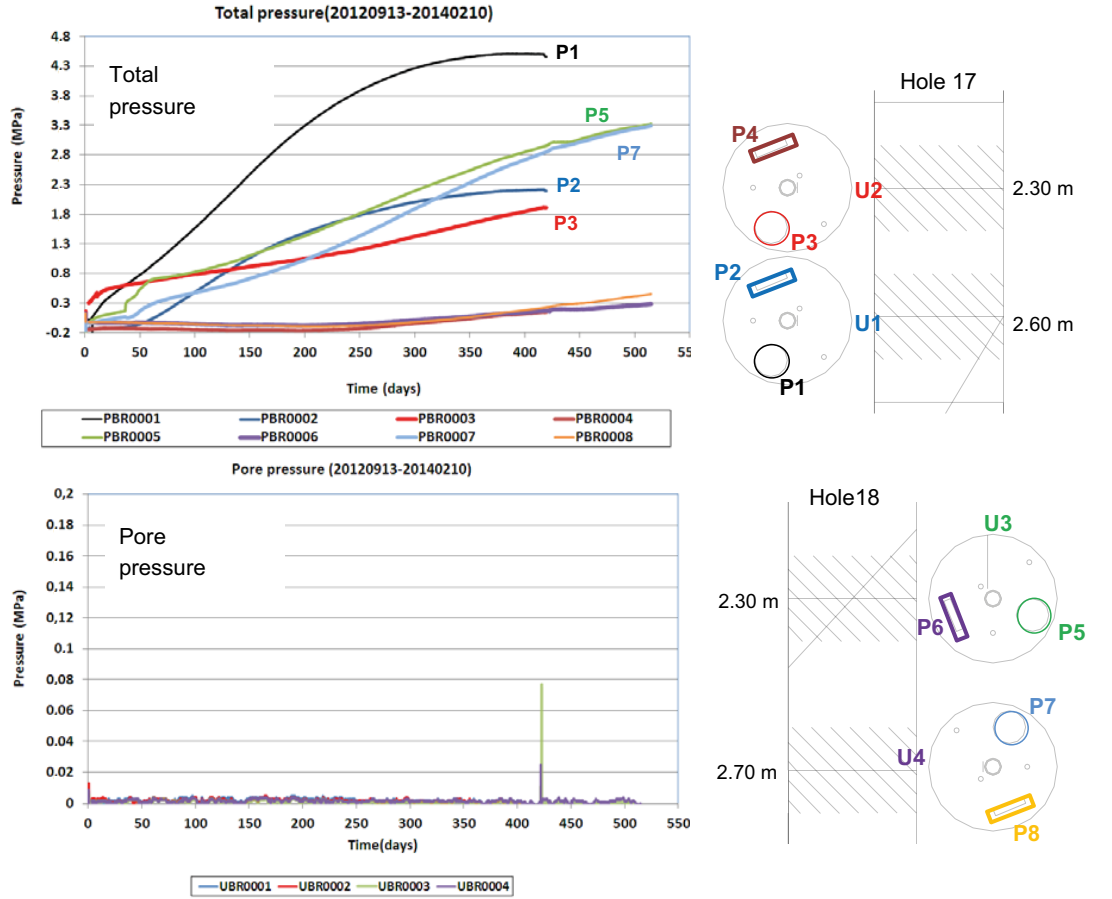 Total pressure(20120913-20140210)
4.8
4.3
3.8
3.3
2.8
2.3
1.8
1.3
0.8
0.3
-0.2
Pressure (MPa)
Total
pressure
P1
P5
P7
P2
P3
0 50 100 150 200 250 300 350 400 450 500 55
Time (days)
PBR0001 PBR0002 PBR0003 PBR0004
PBR0005 PBR0006 PBR0007 PBR0008
Hole 17
P4
U2
2.30 m
P3
P2
U1
2.60 m
P1
Pore pressure (20120913-20140210)
0,2
0.18
0.16
0.14
0,12
0.1
0,08
0.06
0.04
0.02
0
Pressure (MPa)
Pore
pressure
0 50 100 150 200 250 300 350 400 450 500 550
Time(days)
UBR0001 UBR0002 UBR0003 UBR0004
Hole18
U3
2.30 m
P6
P5
P7
U4
2.70 m
P8